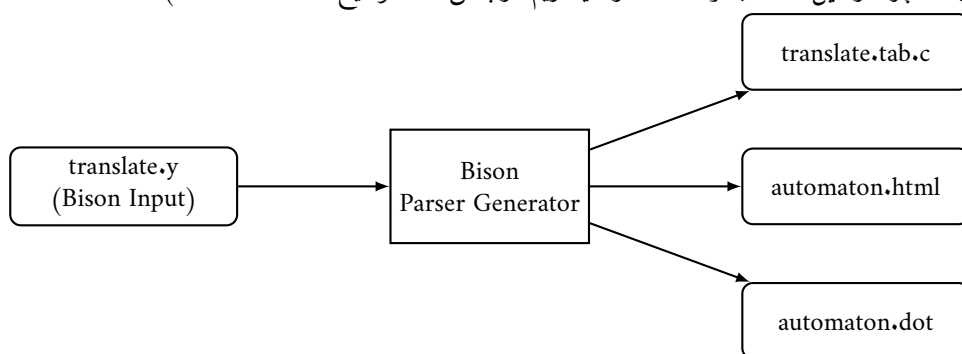 translate.tab.c
translate.y
(Bison Input)
Bison
Parser Generator
automaton.html
automaton.dot